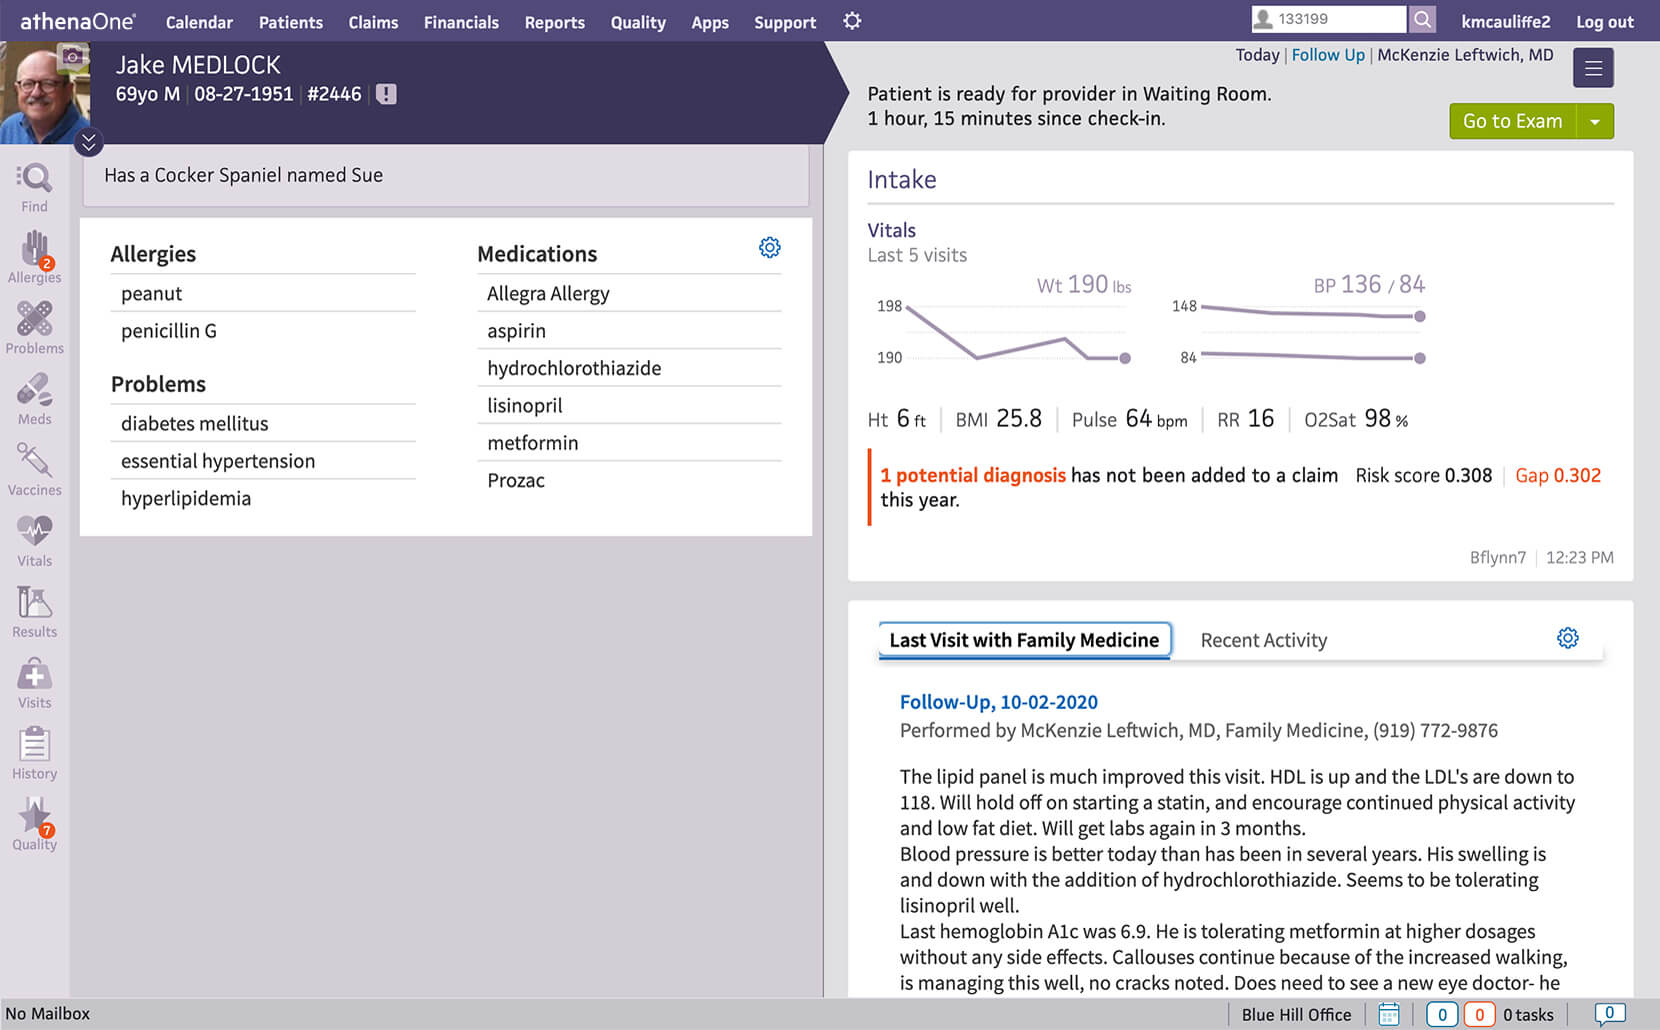 athenaOne Calendar Patients Claims Financials Reports Quality Apps Support 133199 kmcauliffe2 Log out
Jake MEDLOCK
69yo M | 08-27-1951 | #2446
Today | Follow Up | McKenzie Leftwich, MD
Patient is ready for provider in Waiting Room.
1 hour, 15 minutes since check-in.
Go to Exam
Find
Allergies
2
Problems
Meds
Vaccines
Vitals
Results
Visits
History
Quality
7
Has a Cocker Spaniel named Sue
Allergies
peanut
penicillin G
Problems
diabetes mellitus
essential hypertension
hyperlipidemia
Medications
Allegra Allergy
aspirin
hydrochlorothiazide
lisinopril
metformin
Prozac
Intake
Vitals
Last 5 visits
Wt 190 lbs
198
190
BP 136 / 84
148
84
Ht 6 ft | BMI 25.8 | Pulse 64 bpm | RR 16 | O2Sat 98 %
1 potential diagnosis has not been added to a claim
this year.
Risk score 0.308 | Gap 0.302
Bflynn7 | 12:23 PM
Last Visit with Family Medicine
Recent Activity
Follow-Up, 10-02-2020
Performed by McKenzie Leftwich, MD, Family Medicine, (919) 772-9876
The lipid panel is much improved this visit. HDL is up and the LDL's are down to
118. Will hold off on starting a statin, and encourage continued physical activity
and low fat diet. Will get labs again in 3 months.
Blood pressure is better today than has been in several years. His swelling is
and down with the addition of hydrochlorothiazide. Seems to be tolerating
lisinopril well.
Last hemoglobin A1c was 6.9. He is tolerating metformin at higher dosages
without any side effects. Callouses continue because of the increased walking,
is managing this well, no cracks noted. Does need to see a new eye doctor- he
No Mailbox
Blue Hill Office
0
0
0 tasks
0